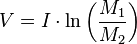 V = I · ln(M₁/M₂)